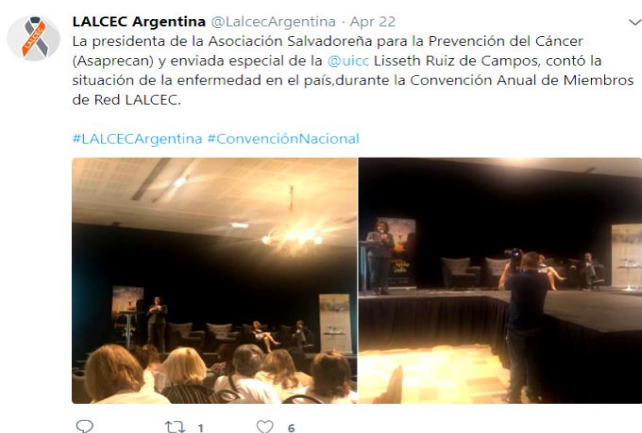 LALCEC Argentina @LalcecArgentina · Apr 22
La presidenta de la Asociación Salvadoreña para la Prevención del Cáncer
(Asaprecan) y enviada especial de la @uicc Lisseth Ruiz de Campos, contó la
situación de la enfermedad en el país,durante la Convención Anual de Miembros
de Red LALCEC.
#LALCECArgentina #ConvenciónNacional
1 6
LALCEC